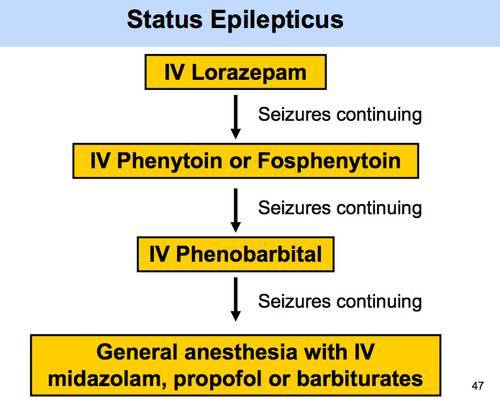 Status Epilepticus
IV Lorazepam
Seizures continuing
IV Phenytoin or Fosphenytoin
Seizures continuing
IV Phenobarbital
Seizures continuing
General anesthesia with IV
midazolam, propofol or barbiturates
47